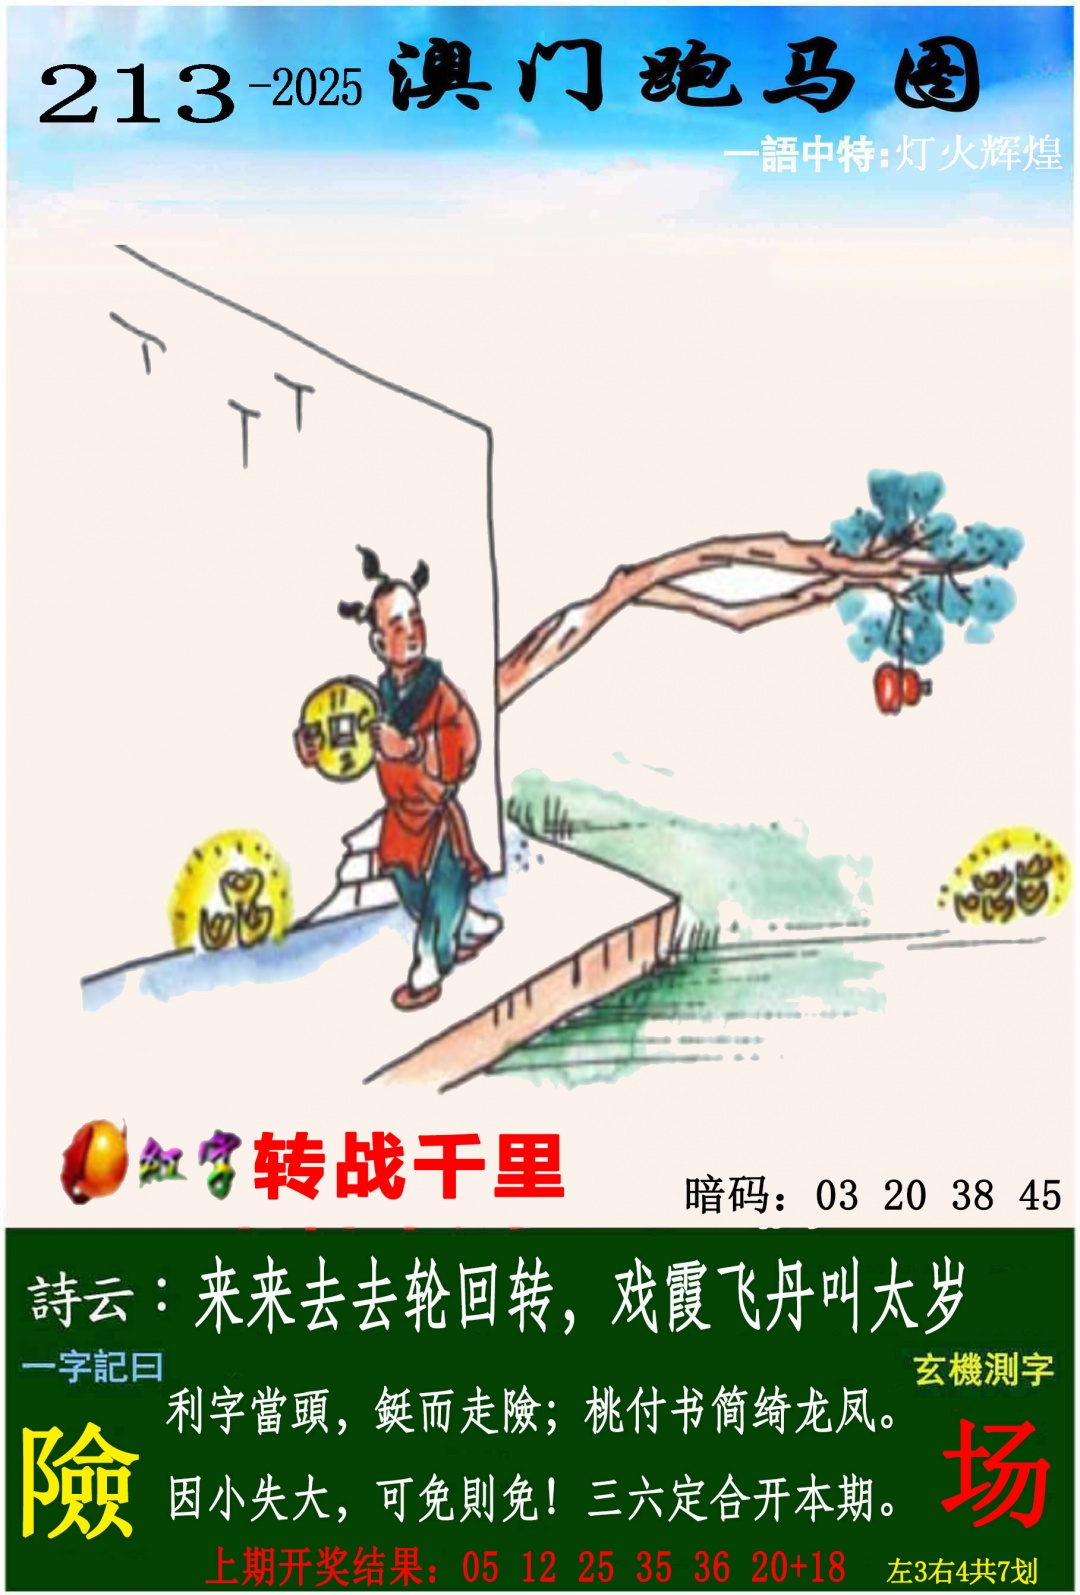 213-2025 澳门跑马图
一語中特:灯火辉煌
红字 转战千里
暗码：03 20 38 45
詩云：来来去去轮回转，戏霞飞丹叫太岁
一字記曰
玄機測字
利字當頭，鋌而走險；桃付书简绮龙凤。
險
场
因小失大，可免則免！三六定合开本期。
上期开奖结果：05 12 25 35 36 20+18
左3右4共7划